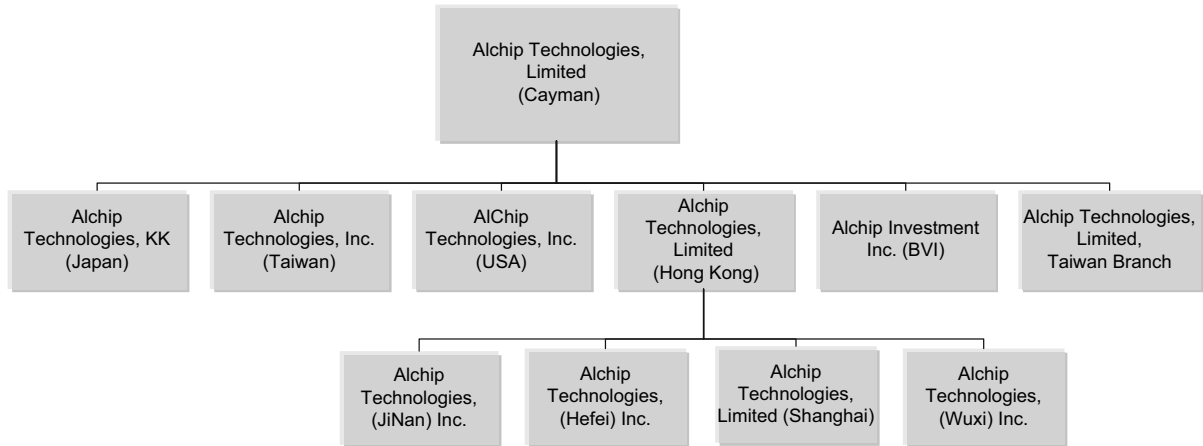 Alchip Technologies,
Limited
(Cayman)
Alchip
Technologies, KK
(Japan)
Alchip
Technologies, Inc.
(Taiwan)
AlChip
Technologies, Inc.
(USA)
Alchip
Technologies,
Limited
(Hong Kong)
Alchip Investment
Inc. (BVI)
Alchip Technologies,
Limited,
Taiwan Branch
Alchip
Technologies,
(JiNan) Inc.
Alchip
Technologies,
(Hefei) Inc.
Alchip
Technologies,
Limited (Shanghai)
Alchip
Technologies,
(Wuxi) Inc.